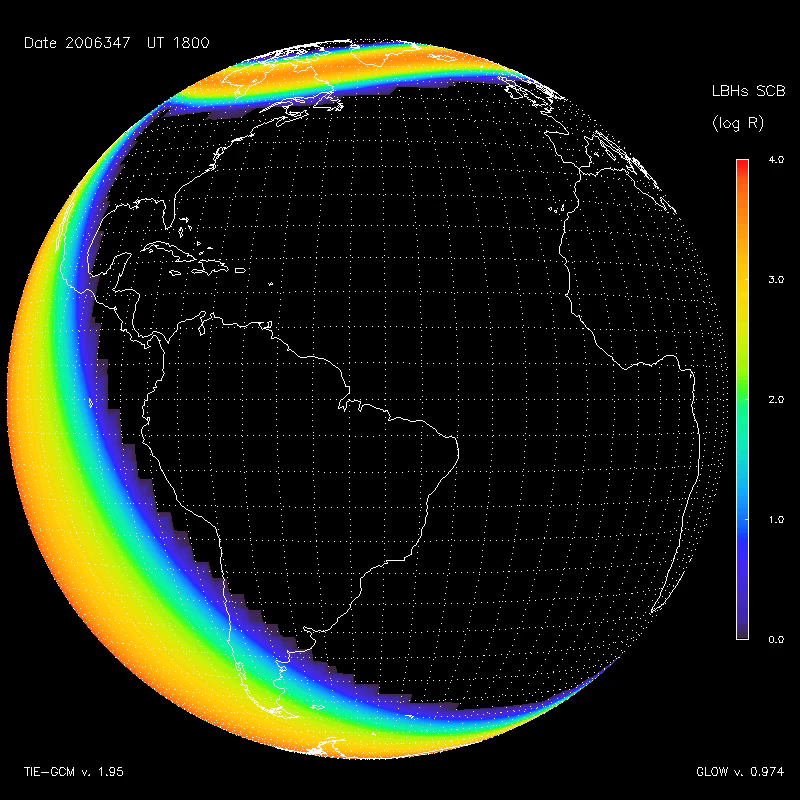 Date 2006347 UT 1800
LBHs SCB
(log R)
4.0
3.0
2.0
1.0
0.0
TIE-GCM v. 1.95
GLOW v. 0.974